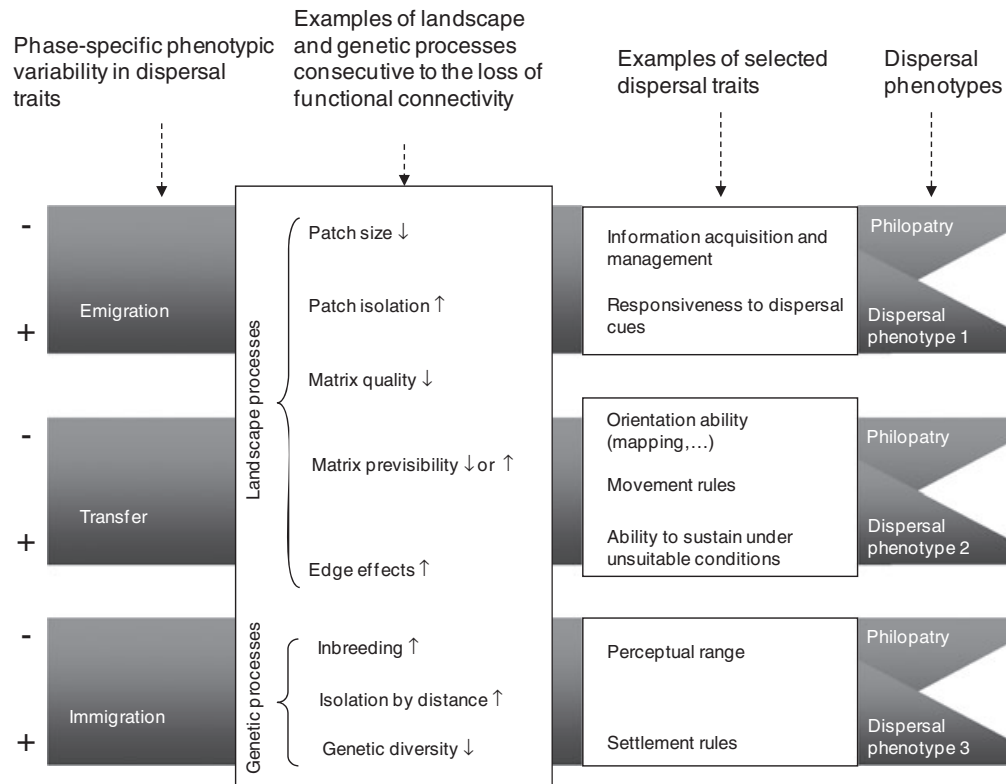 Phase-specific phenotypic
variability in dispersal
traits
Examples of landscape
and genetic processes
consecutive to the loss of
functional connectivity
Examples of selected
dispersal traits
Dispersal
phenotypes
-
+
Emigration
-
+
Transfer
-
+
Immigration
Landscape processes
Patch size ↓
Patch isolation ↑
Matrix quality ↓
Matrix previsibility ↓ or ↑
Edge effects ↑
Genetic processes
Inbreeding ↑
Isolation by distance ↑
Genetic diversity ↓
Information acquisition and
management
Responsiveness to dispersal
cues
Orientation ability
(mapping,...)
Movement rules
Ability to sustain under
unsuitable conditions
Perceptual range
Settlement rules
Philopatry
Dispersal
phenotype 1
Philopatry
Dispersal
phenotype 2
Philopatry
Dispersal
phenotype 3